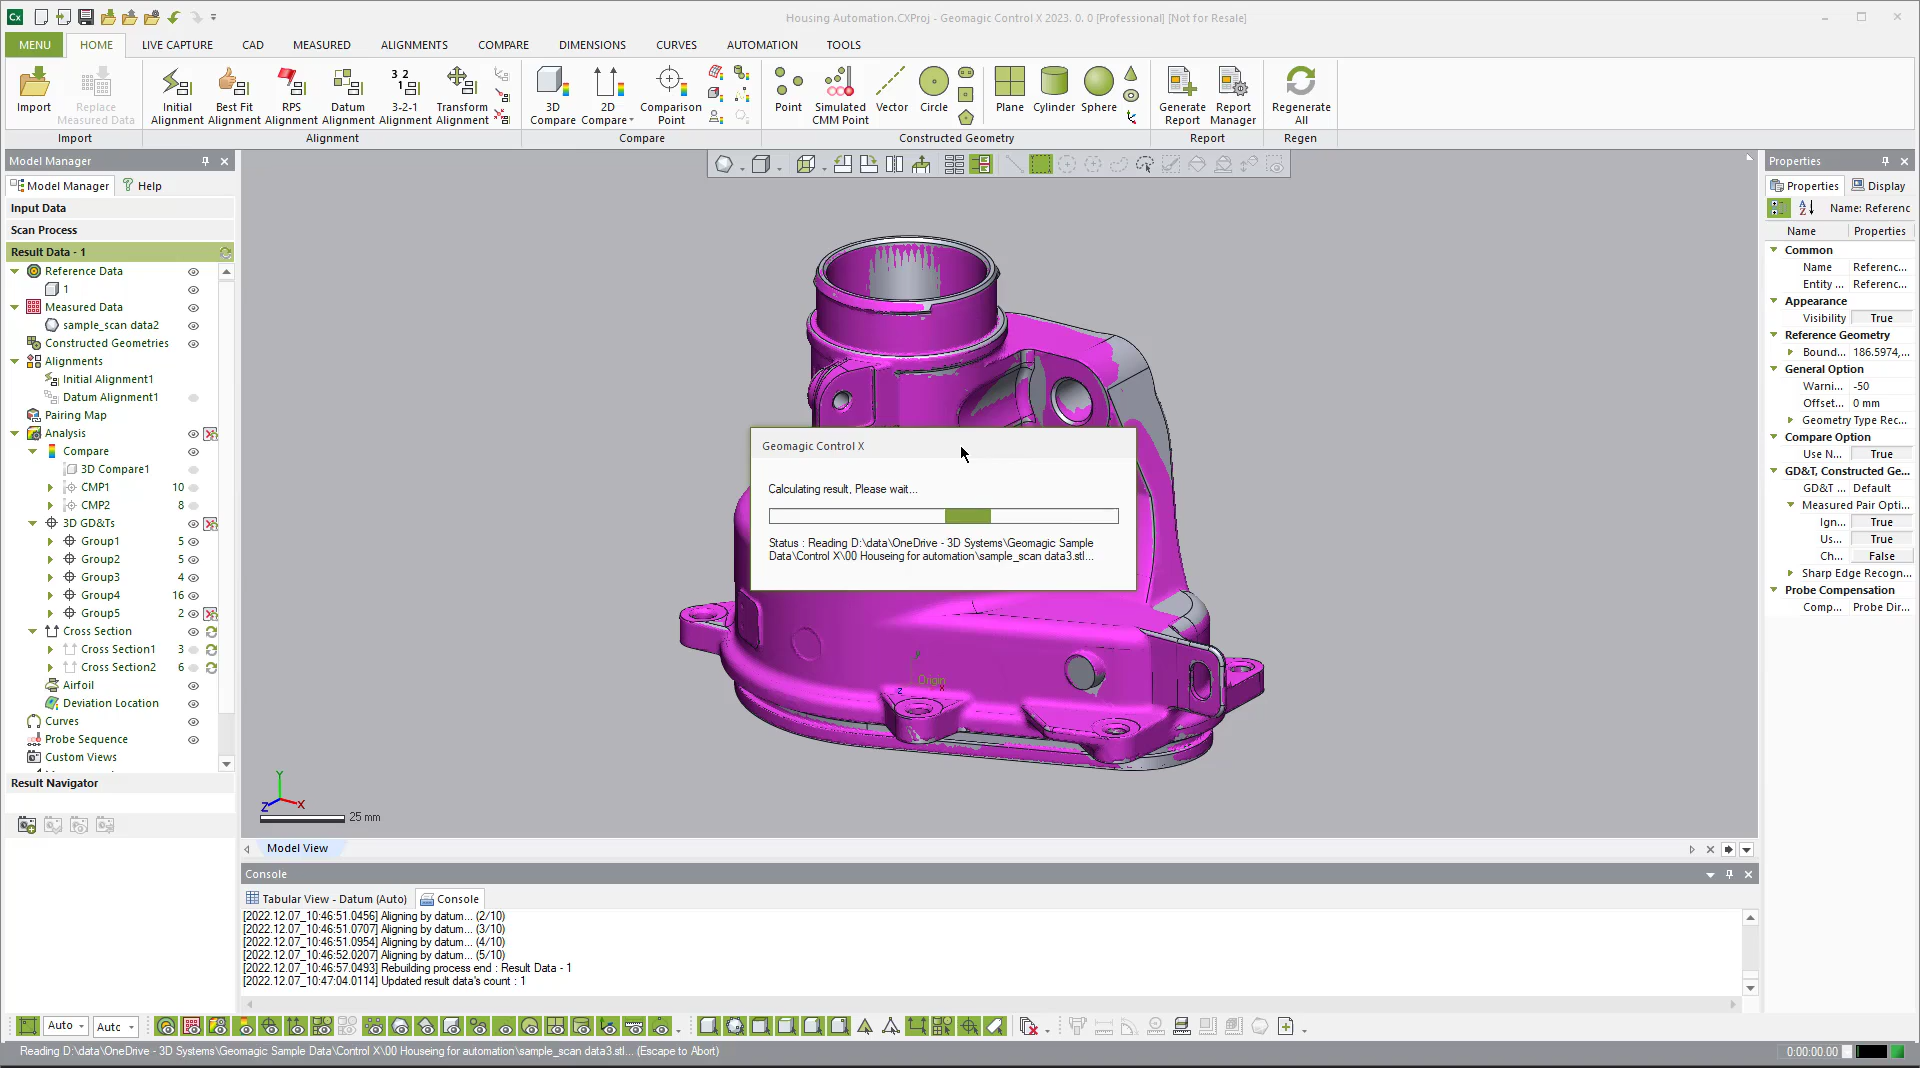 Housing Automation.CXProj - Geomagic Control X 2023. 0. 0 [Professional] [Not for Resale]
MENU HOME LIVE CAPTURE CAD MEASURED ALIGNMENTS COMPARE DIMENSIONS CURVES AUTOMATION TOOLS
Import
Replace Measured Data
Initial Alignment
Best Fit Alignment
RPS Alignment
Datum Alignment
3-2-1 Alignment
Transform Alignment
3D Compare
2D Compare
Comparison Point
Point
Simulated CMM Point
Vector
Circle
Plane
Cylinder
Sphere
Generate Report
Report Manager
Regenerate All
Import Alignment Compare Constructed Geometry Report Regen
Model Manager
Model Manager Help
Input Data
Scan Process
Result Data - 1
Reference Data
1
Measured Data
sample_scan data2
Constructed Geometries
Alignments
Initial Alignment1
Datum Alignment1
Pairing Map
Analysis
Compare
3D Compare1
CMP1 10
CMP2 8
3D GD&Ts
Group1 5
Group2 5
Group3 4
Group4 16
Group5 2
Cross Section
Cross Section1 3
Cross Section2 6
Airfoil
Deviation Location
Curves
Probe Sequence
Custom Views
Result Navigator
Geomagic Control X
Calculating result, Please wait...
Status : Reading D:\data\OneDrive - 3D Systems\Geomagic Sample
Data\Control X\00 Houseing for automation\sample_scan data3.stl...
Origin
Y
Z X
25 mm
Model View
Console
Tabular View - Datum (Auto) Console
[2022.12.07_10:46:51.0456] Aligning by datum... (2/10)
[2022.12.07_10:46:51.0707] Aligning by datum... (3/10)
[2022.12.07_10:46:51.0954] Aligning by datum... (4/10)
[2022.12.07_10:46:52.0207] Aligning by datum... (5/10)
[2022.12.07_10:46:57.0493] Rebuilding process end : Result Data - 1
[2022.12.07_10:47:04.0114] Updated result data's count : 1
Properties
Properties Display
Name: Referenc
Name Properties
Common
Name Referenc...
Entity ... Referenc...
Appearance
Visibility True
Reference Geometry
Bound... 186.5974,...
General Option
Warni... -50
Offset... 0 mm
Geometry Type Rec...
Compare Option
Use N... True
GD&T, Constructed Ge...
GD&T ... Default
Measured Pair Opti...
Ign... True
Us... True
Ch... False
Sharp Edge Recogn...
Probe Compensation
Comp... Probe Dir...
Auto Auto
Reading D:\data\OneDrive - 3D Systems\Geomagic Sample Data\Control X\00 Houseing for automation\sample_scan data3.stl... (Escape to Abort)
0:00:00.00